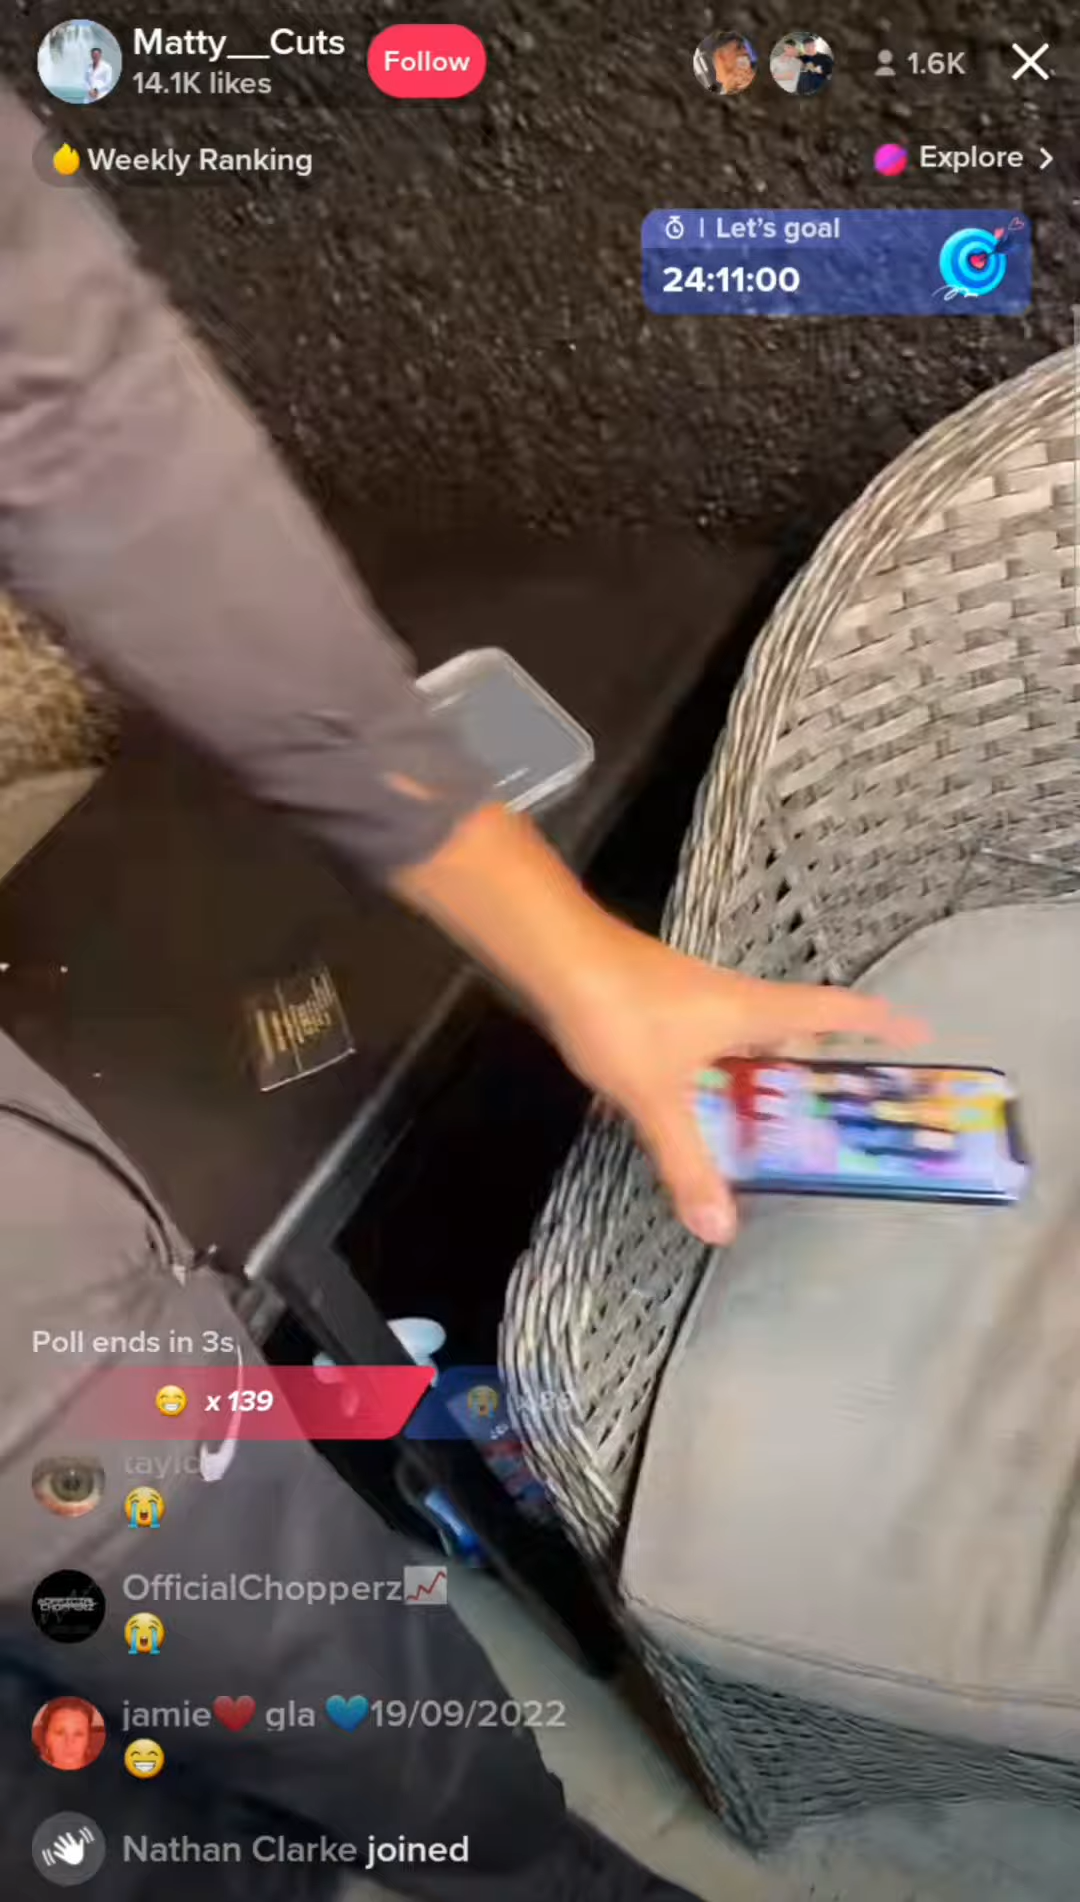 Matty__Cuts
14.1K likes
Follow
1.6K
Weekly Ranking
Explore >
| Let's goal
24:11:00
Poll ends in 3s
😁 x 139
😭
OfficialChopperz📈
😭
jamie❤️ gla 💙19/09/2022
😁
Nathan Clarke joined